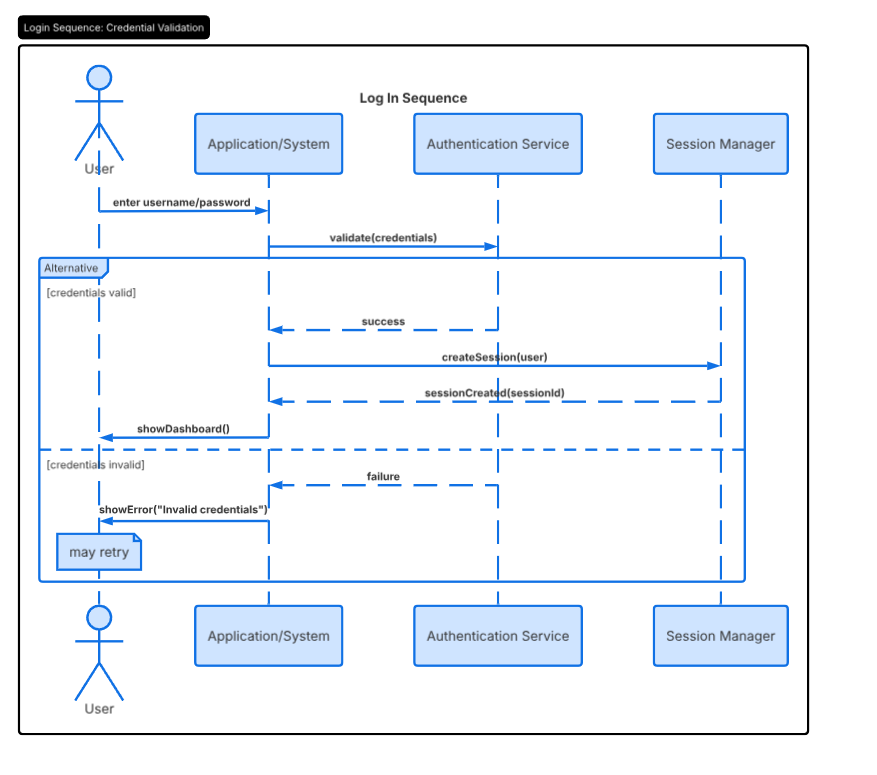 Login Sequence: Credential Validation
Log In Sequence
User
Application/System
Authentication Service
Session Manager
enter username/password
validate(credentials)
Alternative
[credentials valid]
success
createSession(user)
sessionCreated(sessionId)
showDashboard()
[credentials invalid]
failure
showError("Invalid credentials")
may retry
User
Application/System
Authentication Service
Session Manager